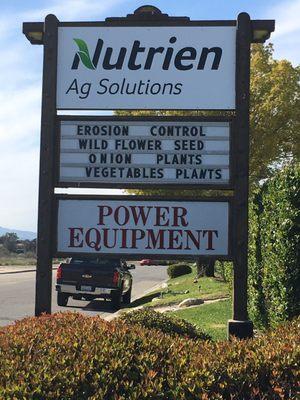 Nutrien
Ag Solutions
EROSION CONTROL
WILD FLOWER SEED
ONION PLANTS
VEGETABLES PLANTS
POWER
EQUIPMENT